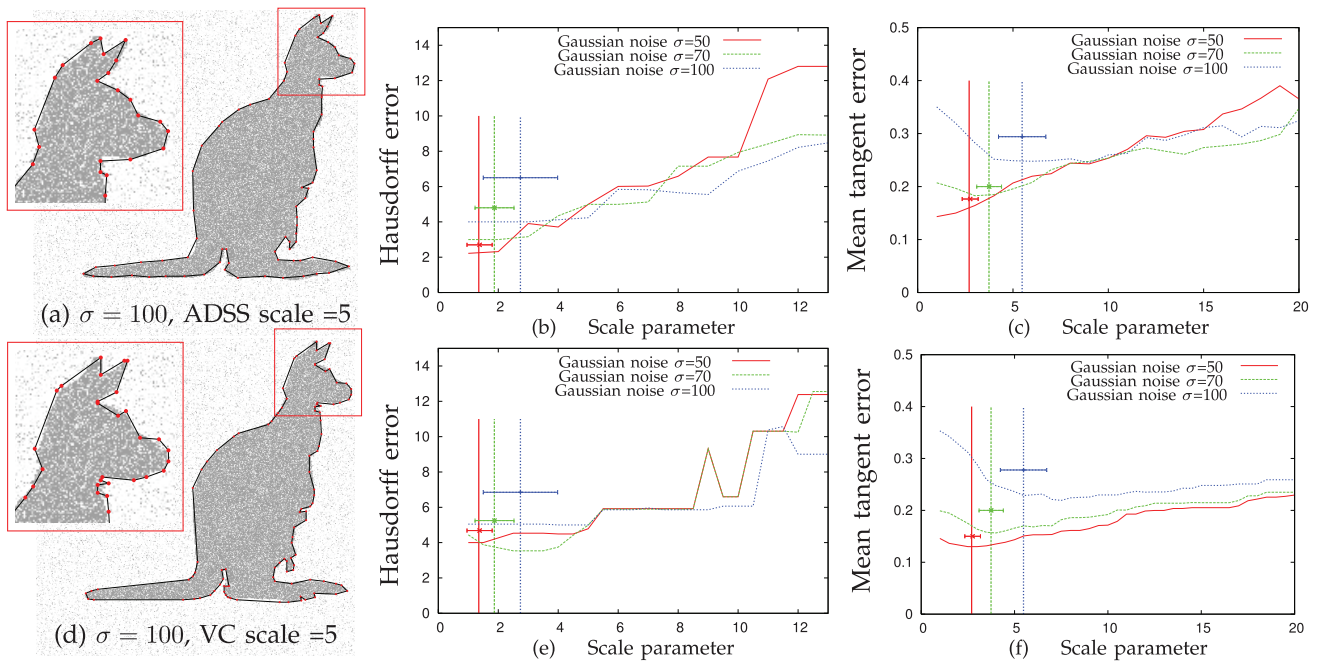 (a) σ = 100, ADSS scale =5
Hausdorff error
14
12
10
8
6
4
2
0
Gaussian noise σ=50
Gaussian noise σ=70
Gaussian noise σ=100
0 2 4 6 8 10 12
(b) Scale parameter
Mean tangent error
0.5
0.4
0.3
0.2
0.1
0
Gaussian noise σ=50
Gaussian noise σ=70
Gaussian noise σ=100
0 5 10 15 20
(c) Scale parameter
(d) σ = 100, VC scale =5
Hausdorff error
14
12
10
8
6
4
2
0
Gaussian noise σ=50
Gaussian noise σ=70
Gaussian noise σ=100
0 2 4 6 8 10 12
(e) Scale parameter
Mean tangent error
0.5
0.4
0.3
0.2
0.1
0
Gaussian noise σ=50
Gaussian noise σ=70
Gaussian noise σ=100
0 5 10 15 20
(f) Scale parameter